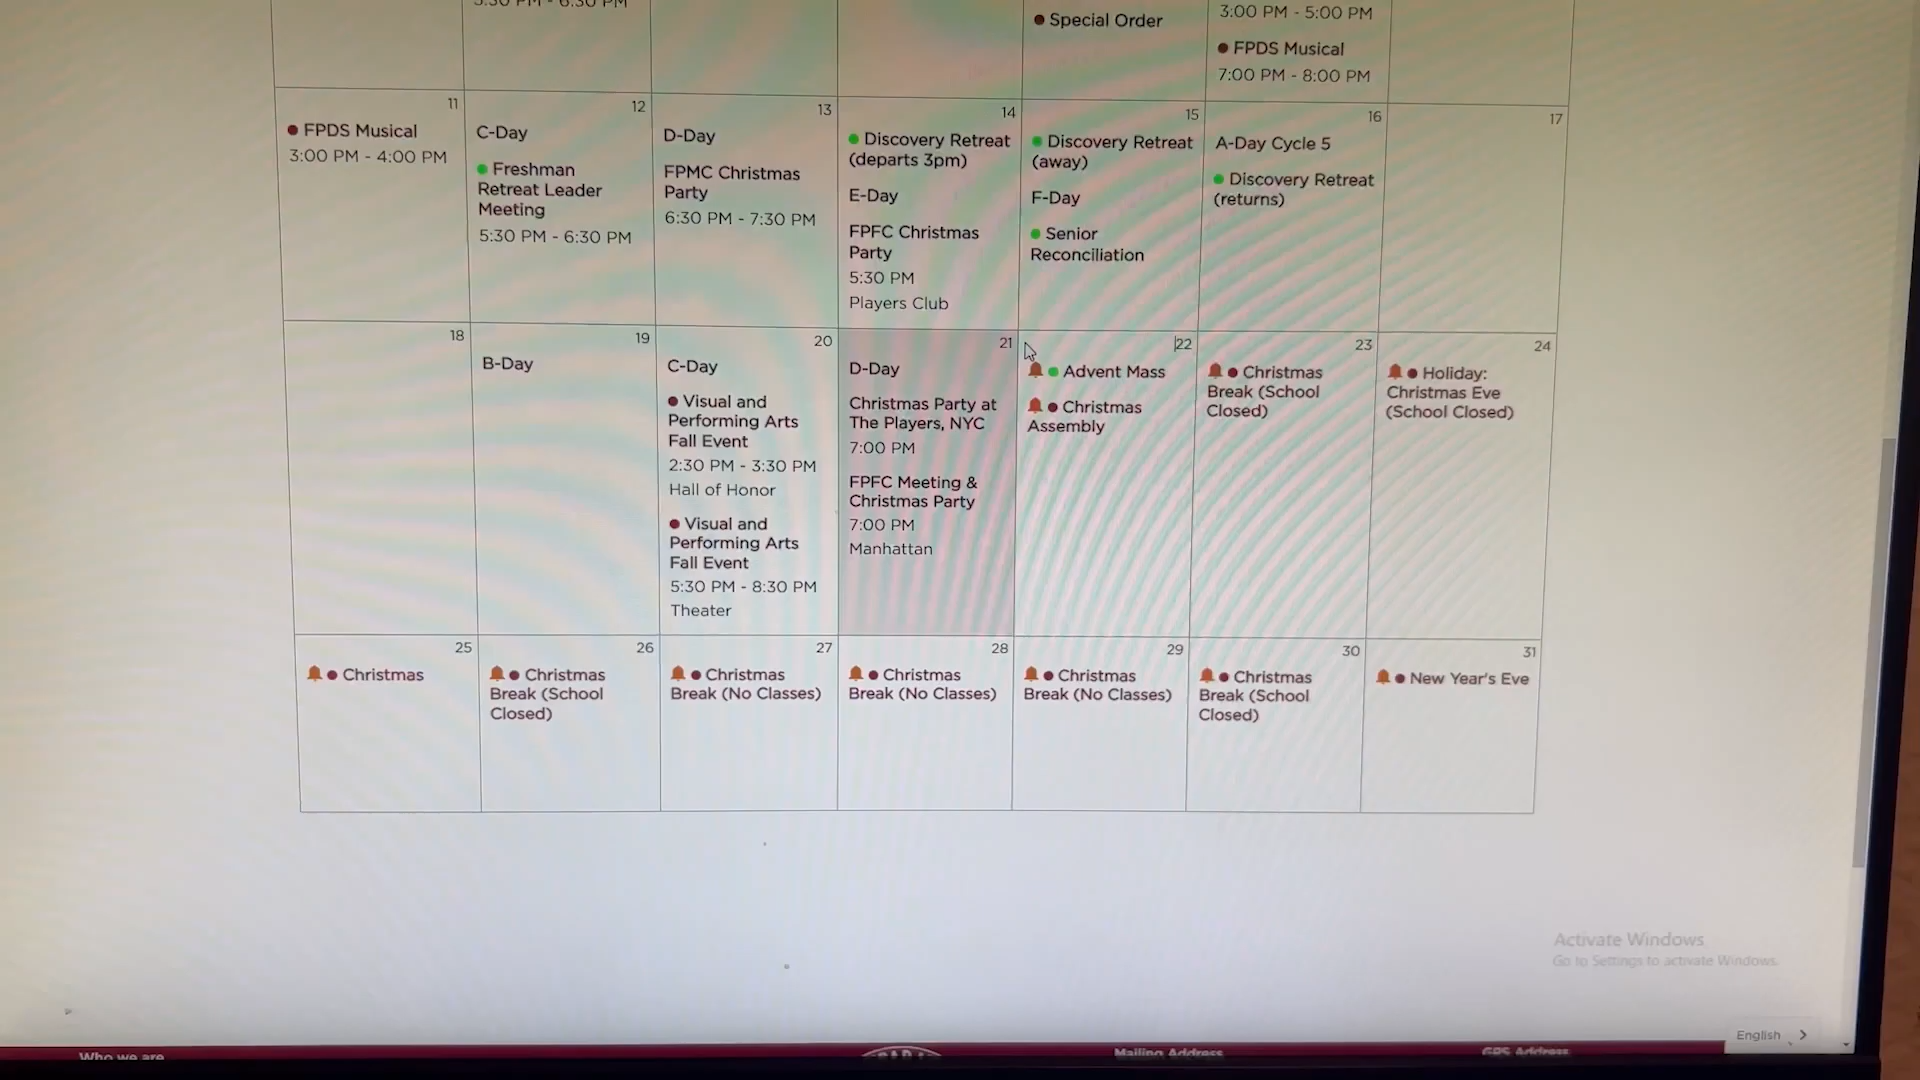 Special Order
3:00 PM - 5:00 PM
FPDS Musical
7:00 PM - 8:00 PM
11
FPDS Musical
3:00 PM - 4:00 PM
12
C-Day
Freshman
Retreat Leader
Meeting
5:30 PM - 6:30 PM
13
D-Day
FPMC Christmas
Party
6:30 PM - 7:30 PM
14
Discovery Retreat
(departs 3pm)
E-Day
FPFC Christmas
Party
5:30 PM
Players Club
15
Discovery Retreat
(away)
F-Day
Senior
Reconciliation
16
A-Day Cycle 5
Discovery Retreat
(returns)
17
18
19
B-Day
20
C-Day
Visual and
Performing Arts
Fall Event
2:30 PM - 3:30 PM
Hall of Honor
Visual and
Performing Arts
Fall Event
5:30 PM - 8:30 PM
Theater
21
D-Day
Christmas Party at
The Players, NYC
7:00 PM
FPFC Meeting &
Christmas Party
7:00 PM
Manhattan
22
Advent Mass
Christmas
Assembly
23
Christmas
Break (School
Closed)
24
Holiday:
Christmas Eve
(School Closed)
25
Christmas
26
Christmas
Break (School
Closed)
27
Christmas
Break (No Classes)
28
Christmas
Break (No Classes)
29
Christmas
Break (No Classes)
30
Christmas
Break (School
Closed)
31
New Year's Eve
Activate Windows
Go to Settings to activate Windows.
English
Who we are
Mailing Address
GPS Address